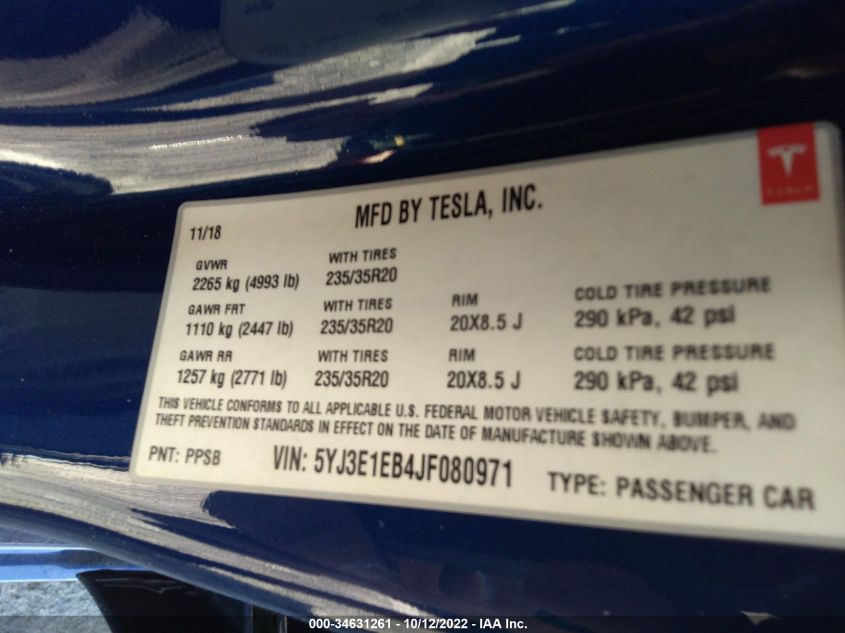 TESLA
MFD BY TESLA, INC.
11/18
GVWR WITH TIRES
2265 kg (4993 lb) 235/35R20
GAWR FRT WITH TIRES RIM COLD TIRE PRESSURE
1110 kg (2447 lb) 235/35R20 20X8.5 J 290 kPa, 42 psi
GAWR RR WITH TIRES RIM COLD TIRE PRESSURE
1257 kg (2771 lb) 235/35R20 20X8.5 J 290 kPa, 42 psi
THIS VEHICLE CONFORMS TO ALL APPLICABLE U.S. FEDERAL MOTOR VEHICLE SAFETY, BUMPER, AND
THEFT PREVENTION STANDARDS IN EFFECT ON THE DATE OF MANUFACTURE SHOWN ABOVE.
PNT: PPSB VIN: 5YJ3E1EB4JF080971 TYPE: PASSENGER CAR
000-34631261 - 10/12/2022 - IAA Inc.